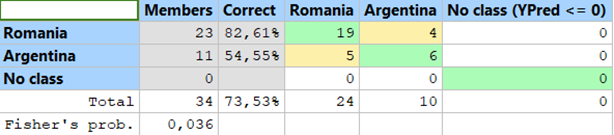 Members Correct Romania Argentina No class (YPred <= 0)
Romania 23 82,61% 19 4 0
Argentina 11 54,55% 5 6 0
No class 0 0 0 0
Total 34 73,53% 24 10 0
Fisher's prob. 0,036